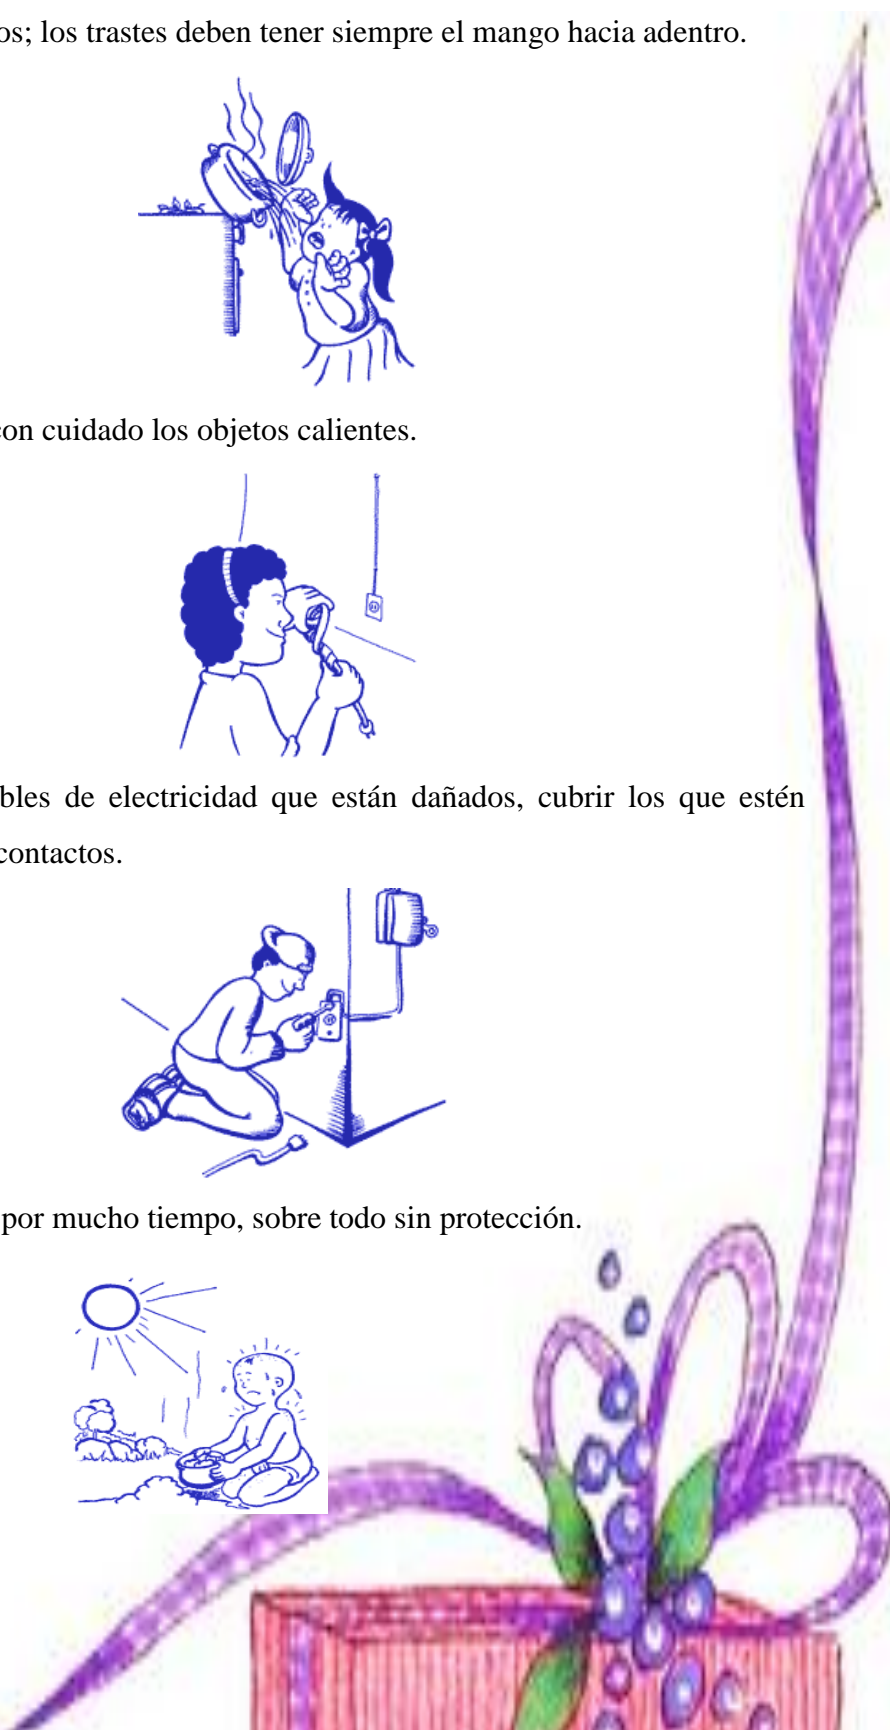 os; los trastes deben tener siempre el mango hacia adentro.
con cuidado los objetos calientes.
bles de electricidad que están dañados, cubrir los que estén
contactos.
por mucho tiempo, sobre todo sin protección.